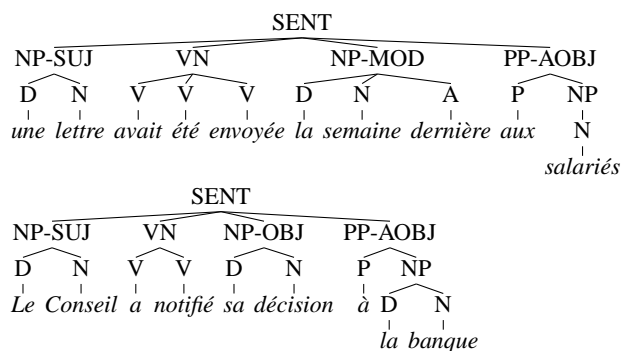 SENT
NP-SUJ VN NP-MOD PP-AOBJ
D N V V V D N A P NP
une lettre avait été envoyée la semaine dernière aux N
salariés
SENT
NP-SUJ VN NP-OBJ PP-AOBJ
D N V V D N P NP
Le Conseil a notifié sa décision à D N
la banque